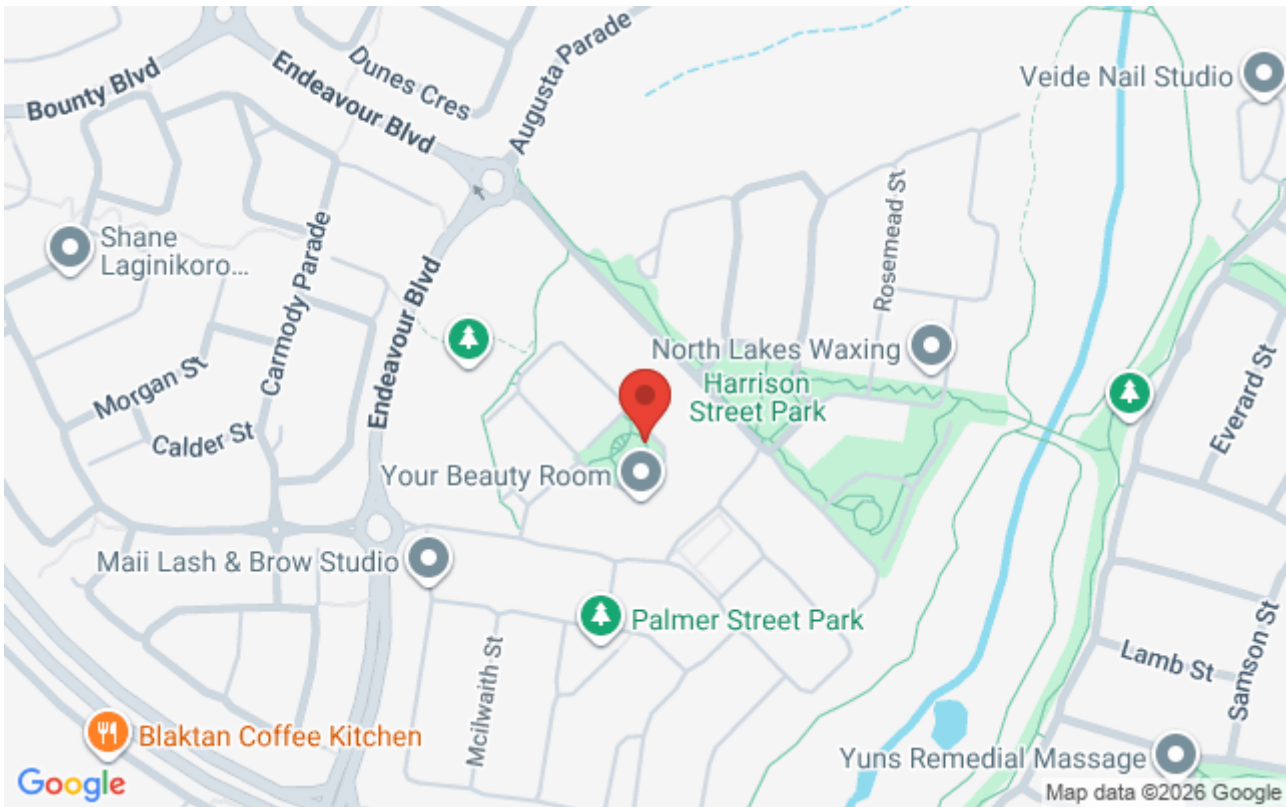 Dunes Cres
Augusta Parade
Endeavour Blvd
Bounty Blvd
Veide Nail Studio
Shane
Laginikoro...
Carmody Parade
Endeavour Blvd
Rosemead St
North Lakes Waxing
Harrison
Street Park
Morgan St
Calder St
Everard St
Your Beauty Room
Maii Lash & Brow Studio
Palmer Street Park
Mcilwaith St
Lamb St
Samson St
Blaktan Coffee Kitchen
Yuns Remedial Massage
Google
Map data ©2026 Google